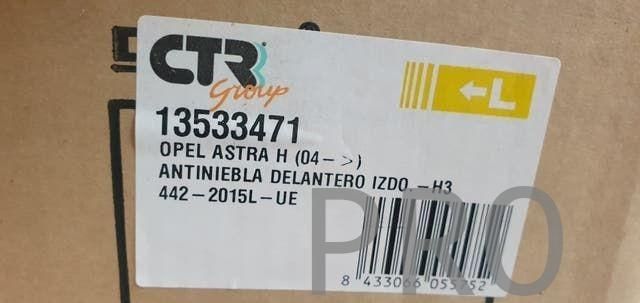 CTR
Group
←L
13533471
OPEL ASTRA H (04->)
ANTINIEBLA DELANTERO IZDO.-H3
442-2015L-UE
8 433066 055752
PRO